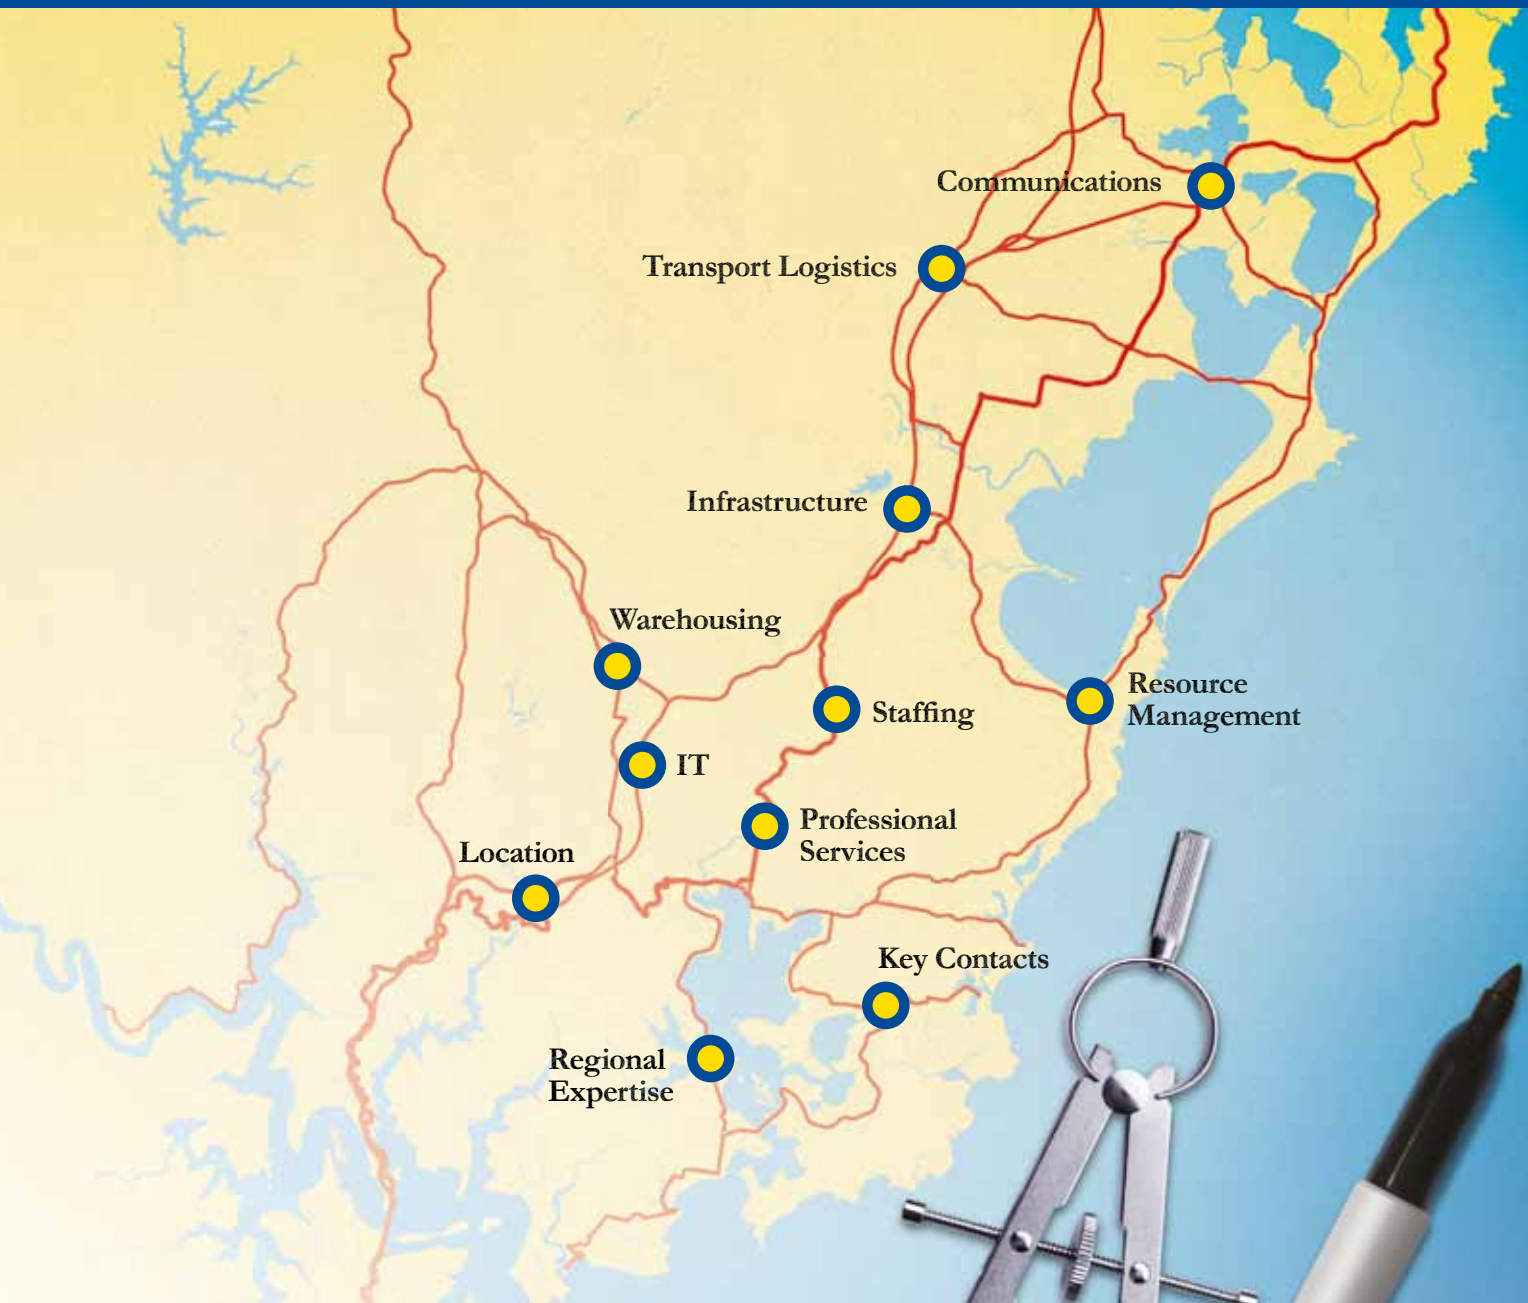 Communications
Transport Logistics
Infrastructure
Warehousing
Resource
Management
Staffing
IT
Professional
Services
Location
Key Contacts
Regional
Expertise